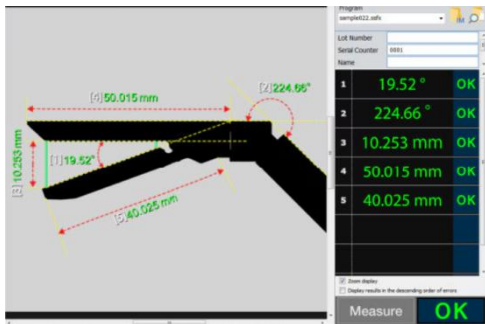 Program
sample022.ssfx
IM
Lot Number
Serial Counter 0001
Name
[4]50.015 mm
[2]224.66°
[1]19.52°
[3]10.253 mm
[5]40.025 mm
1 19.52 ° OK
2 224.66 ° OK
3 10.253 mm OK
4 50.015 mm OK
5 40.025 mm OK
Zoom display
Display results in the descending order of errors
Measure OK